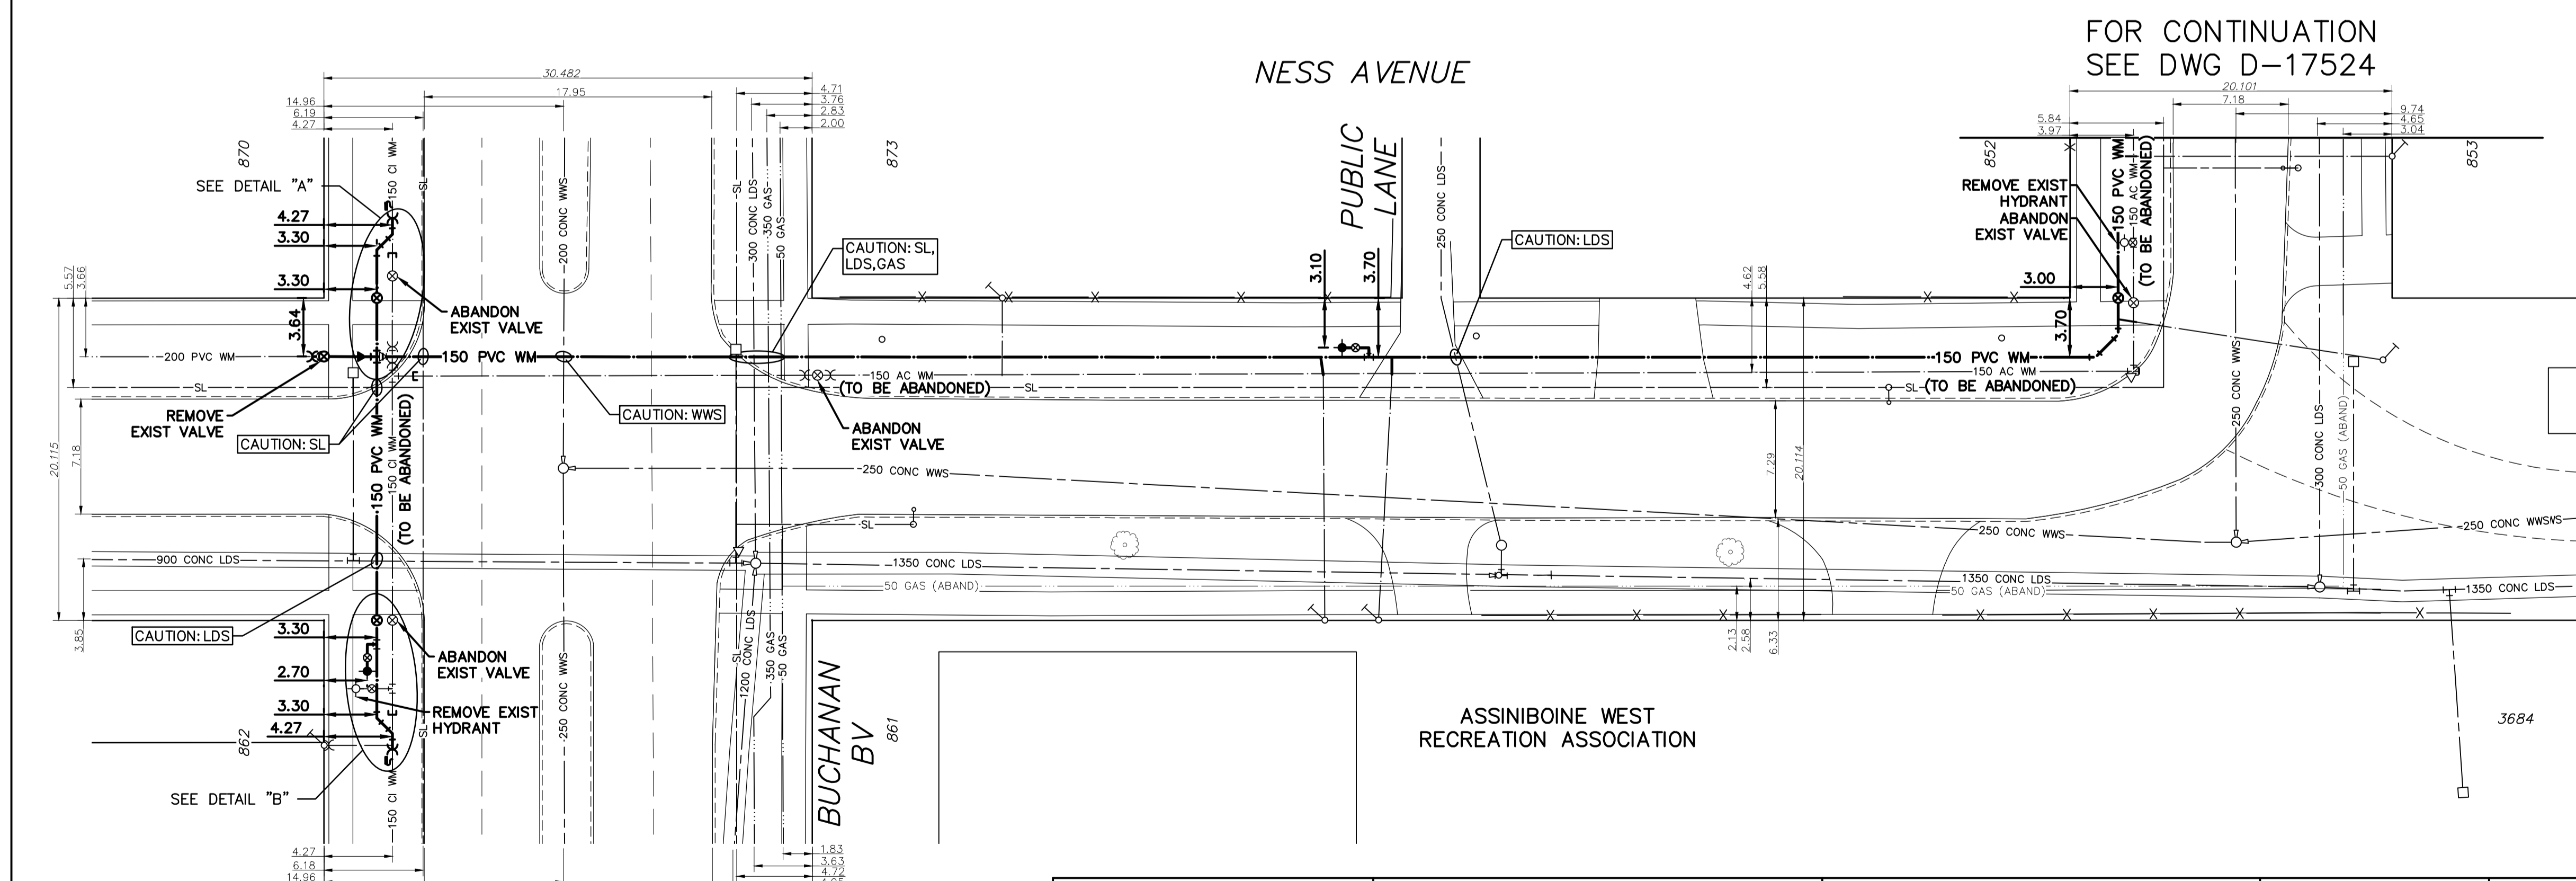 FOR CONTINUATION
SEE DWG D-17524
NESS AVENUE
30.482
17.95
14.96
6.19
4.27
4.71
3.76
2.83
2.00
20.101
7.18
5.84
3.97
9.74
4.65
3.04
870
873
852
853
PUBLIC
LANE
SEE DETAIL "A"
150 CI WM
SL
200 CONC WWS
SL
300 CONC LDS
350 GAS
50 GAS
250 CONC LDS
150 PVC WM
150 AC WM
(TO BE ABANDONED)
REMOVE EXIST
HYDRANT
ABANDON
EXIST VALVE
4.27
3.30
3.30
3.64
5.57
3.66
ABANDON
EXIST VALVE
CAUTION: SL,
LDS,GAS
CAUTION: LDS
3.10
3.70
4.62
5.58
3.00
3.70
200 PVC WM
150 PVC WM
150 PVC WM
150 AC WM
150 AC WM
SL
(TO BE ABANDONED)
SL
SL
(TO BE ABANDONED)
REMOVE
EXIST VALVE
CAUTION: SL
CAUTION: WWS
ABANDON
EXIST VALVE
150 PVC WM
150 CI WM
(TO BE ABANDONED)
20.115
7.18
7.29
20.114
250 CONC WWS
300 CONC LDS
50 GAS (ABAND)
250 CONC WWS
SL
250 CONC WWS
250 CONC WWSWS
900 CONC LDS
1350 CONC LDS
50 GAS (ABAND)
1350 CONC LDS
50 GAS (ABAND)
1350 CONC LDS
3.85
CAUTION: LDS
3.30
2.70
3.30
4.27
ABANDON
EXIST VALVE
REMOVE EXIST
HYDRANT
2.13
2.58
6.33
862
SEE DETAIL "B"
150 CI WM
SL
250 CONC WWS
SL
1200 CONC LDS
350 GAS
50 GAS
BUCHANAN
BV
861
ASSINIBOINE WEST
RECREATION ASSOCIATION
3684
4.27
6.18
14.96
1.83
3.63
4.72